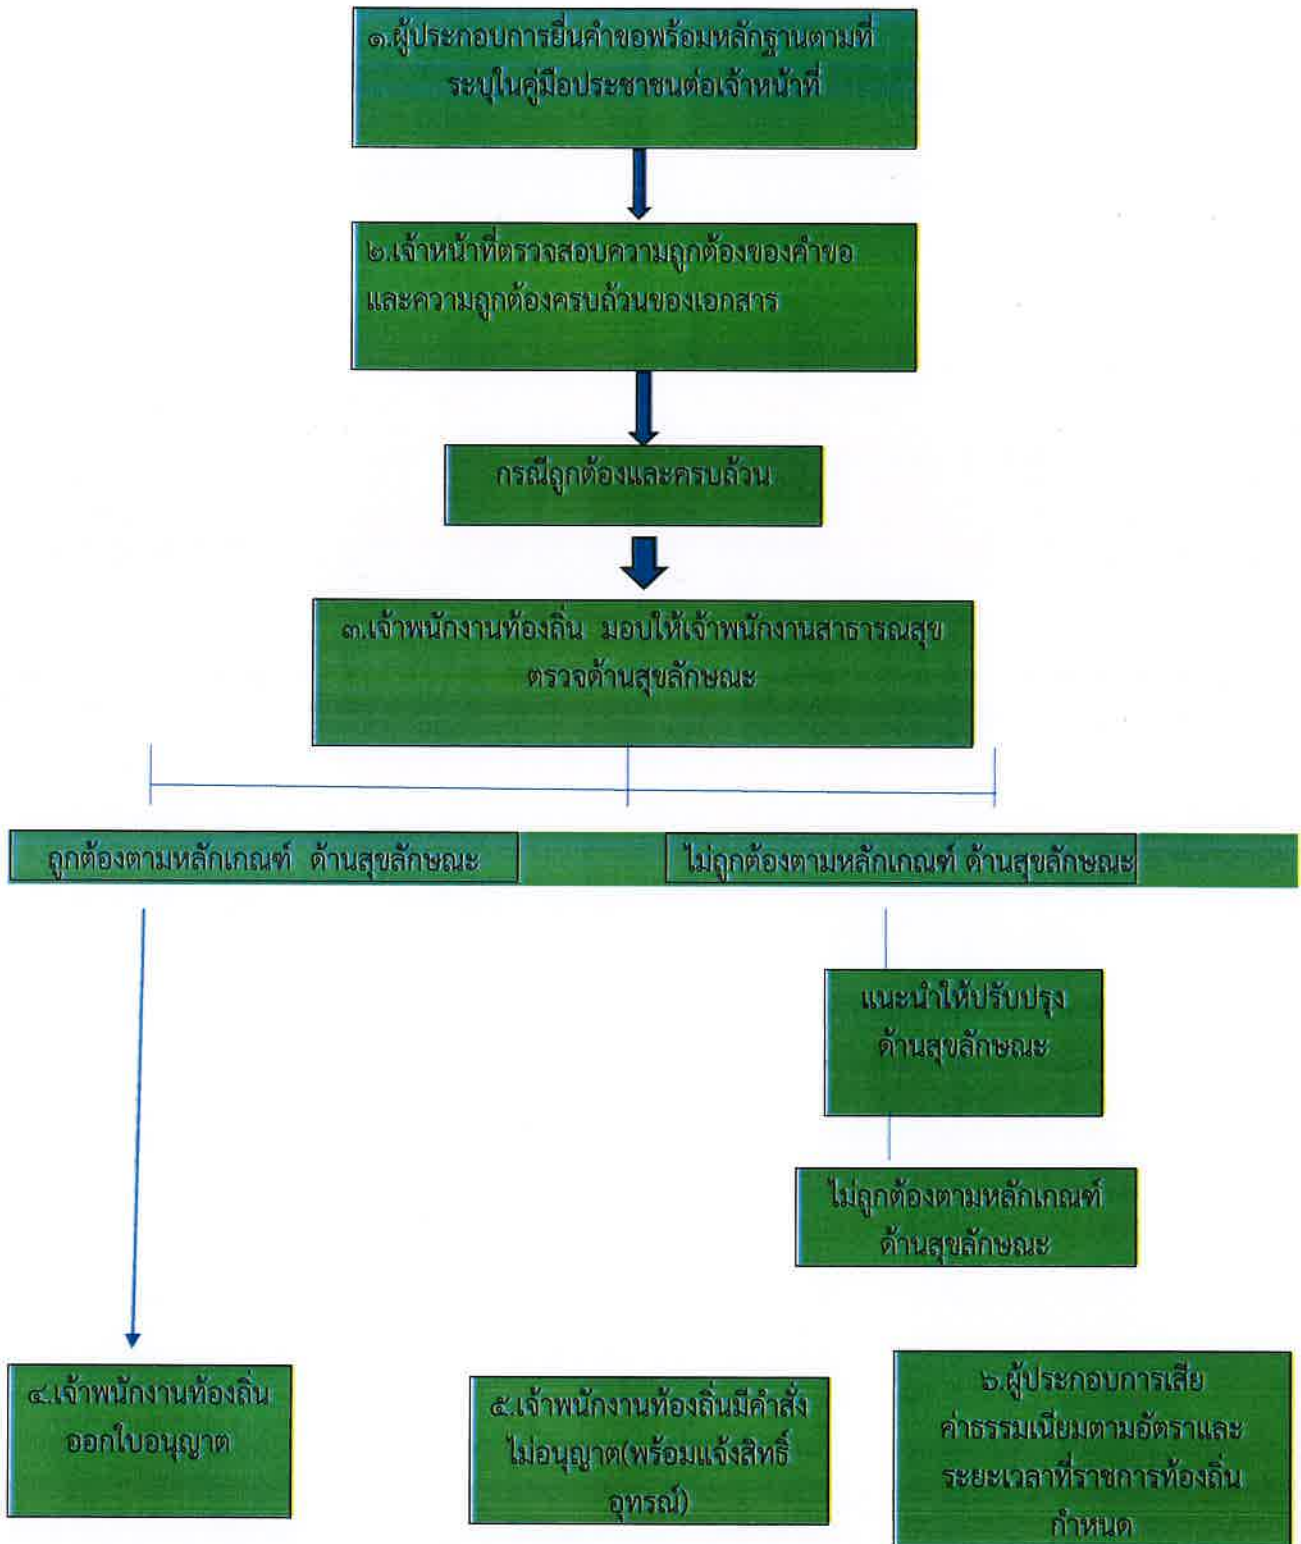 ๑.ผู้ประกอบการยื่นคำขอพร้อมหลักฐานตามที่
ระบุในคู่มือประชาชนต่อเจ้าหน้าที่
๒.เจ้าหน้าที่ตรวจสอบความถูกต้องของคำขอ
และความถูกต้องครบถ้วนของเอกสาร
กรณีถูกต้องและครบถ้วน
๓.เจ้าพนักงานท้องถิ่น มอบให้เจ้าพนักงานสาธารณสุข
ตรวจด้านสุขลักษณะ
ถูกต้องตามหลักเกณฑ์ ด้านสุขลักษณะ
ไม่ถูกต้องตามหลักเกณฑ์ ด้านสุขลักษณะ
แนะนำให้ปรับปรุง
ด้านสุขลักษณะ
ไม่ถูกต้องตามหลักเกณฑ์
ด้านสุขลักษณะ
๔.เจ้าพนักงานท้องถิ่น
ออกใบอนุญาต
๕.เจ้าพนักงานท้องถิ่นมีคำสั่ง
ไม่อนุญาต(พร้อมแจ้งสิทธิ์
อุทรณ์)
๖.ผู้ประกอบการเสีย
ค่าธรรมเนียมตามอัตราและ
ระยะเวลาที่ราชการท้องถิ่น
กำหนด